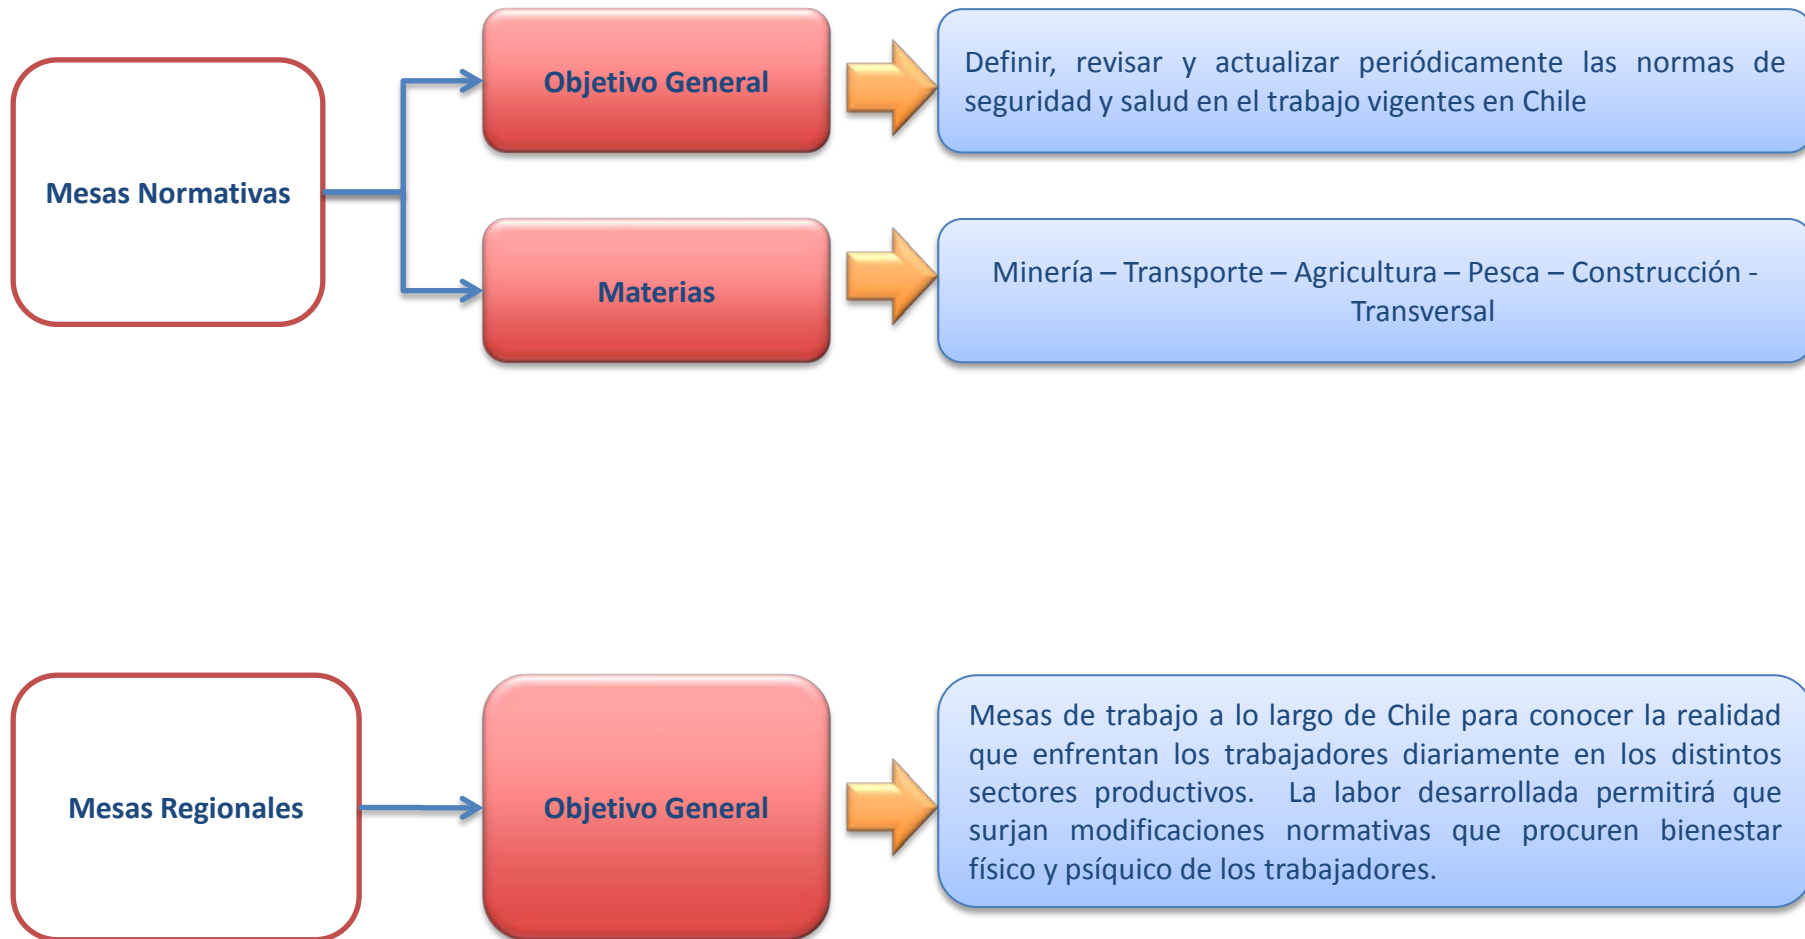 Mesas Normativas
Objetivo General
Definir, revisar y actualizar periódicamente las normas de
seguridad y salud en el trabajo vigentes en Chile
Materias
Minería – Transporte – Agricultura – Pesca – Construcción -
Transversal
Mesas Regionales
Objetivo General
Mesas de trabajo a lo largo de Chile para conocer la realidad
que enfrentan los trabajadores diariamente en los distintos
sectores productivos. La labor desarrollada permitirá que
surjan modificaciones normativas que procuren bienestar
físico y psíquico de los trabajadores.